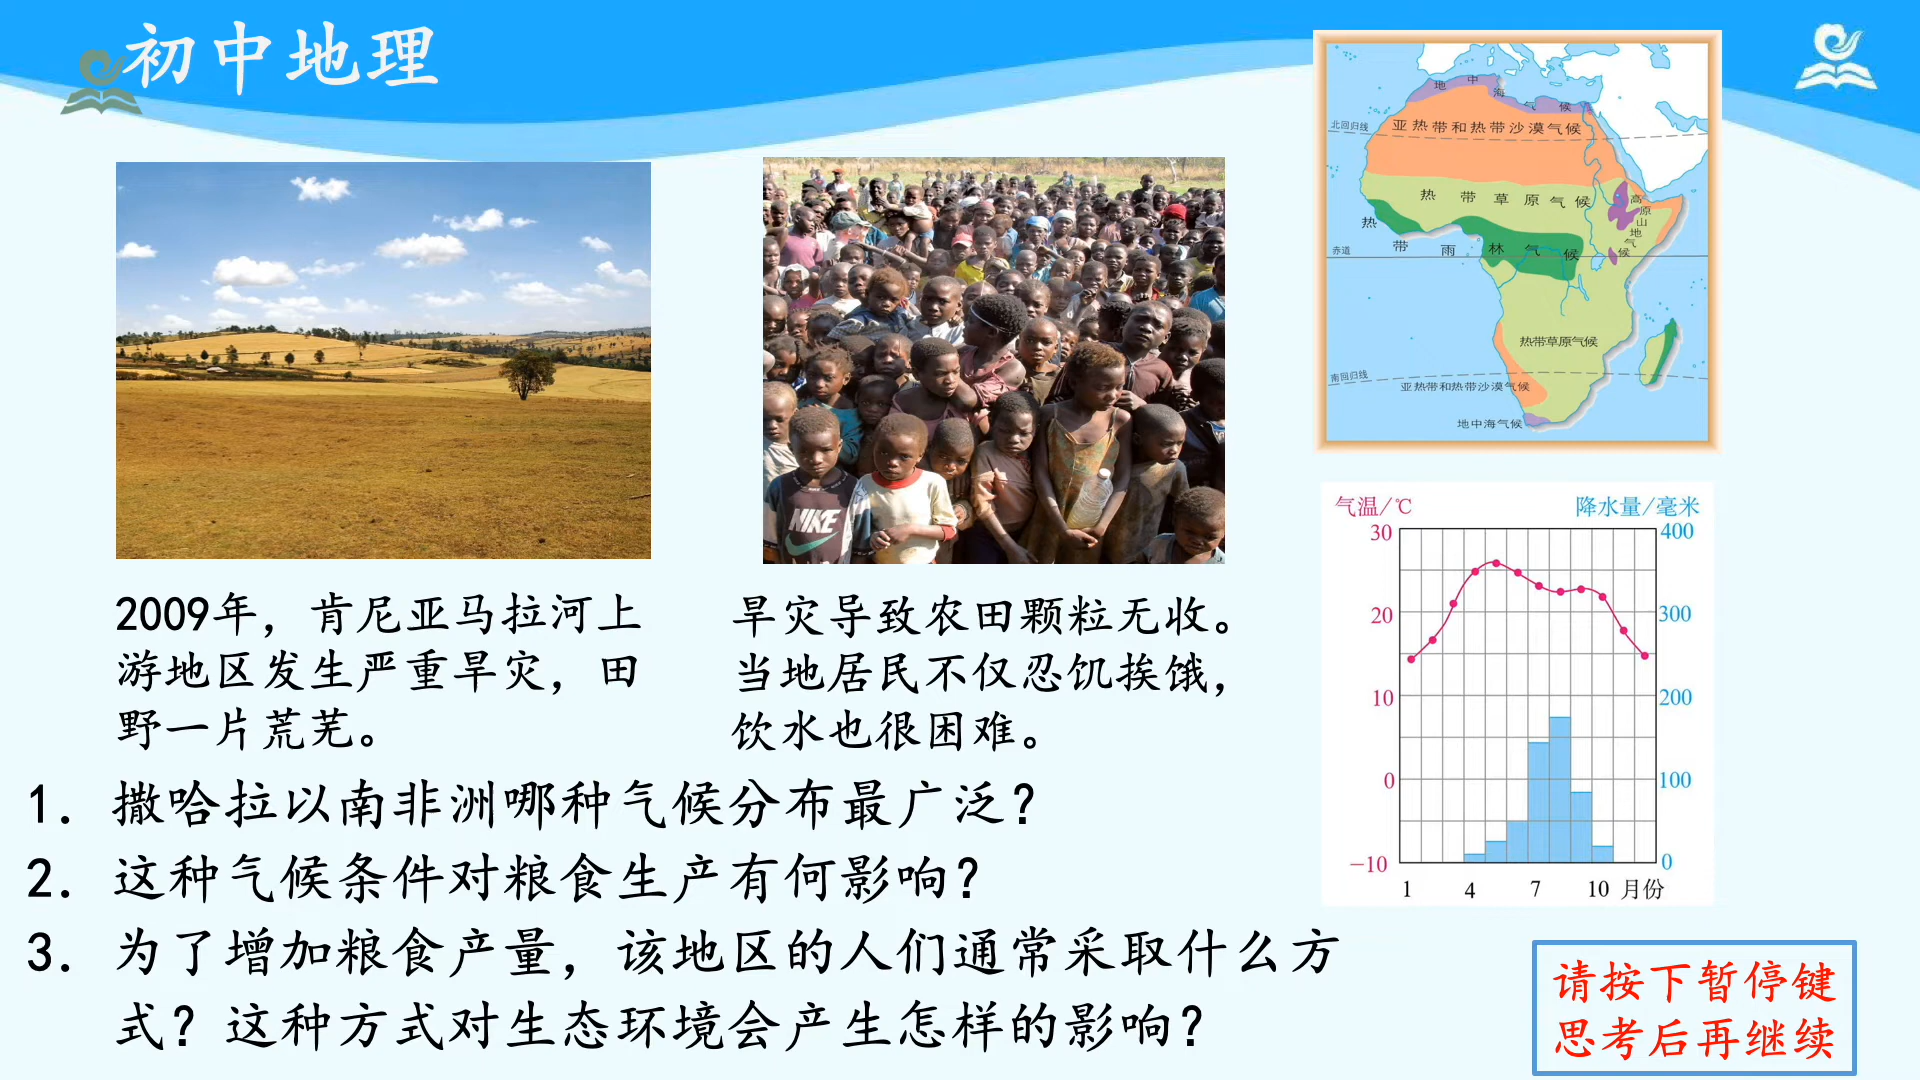 初中地理
地 中 海 气 候
北回归线
亚热带和热带沙漠气候
热带草原气候
高原山地气候
热带雨林气候
赤道
热带草原气候
南回归线
亚热带和热带沙漠气候
地中海气候
NIKE
2009年，肯尼亚马拉河上
游地区发生严重旱灾，田
野一片荒芜。
旱灾导致农田颗粒无收。
当地居民不仅忍饥挨饿，
饮水也很困难。
气温/℃ 降水量/毫米
30 400
20 300
10 200
0 100
-10 0
1 4 7 10 月份
1. 撒哈拉以南非洲哪种气候分布最广泛？
2. 这种气候条件对粮食生产有何影响？
3. 为了增加粮食产量，该地区的人们通常采取什么方
式？这种方式对生态环境会产生怎样的影响？
请按下暂停键
思考后再继续